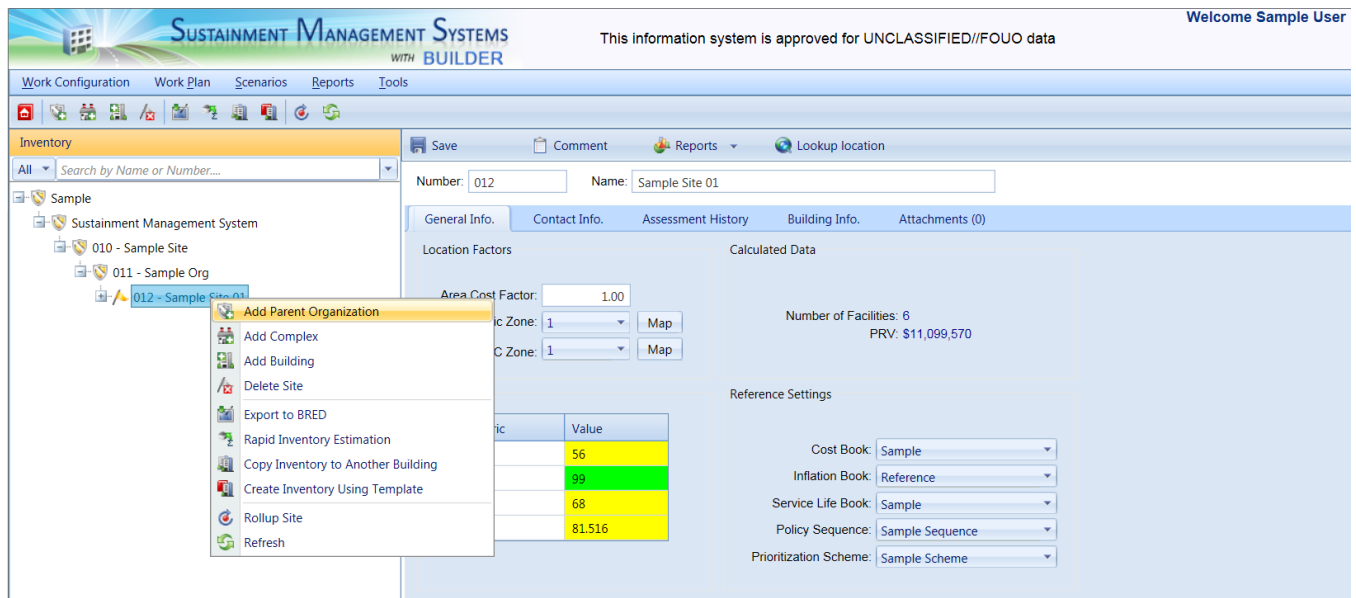 Welcome Sample User
SUSTAINMENT MANAGEMENT SYSTEMS
WITH BUILDER
This information system is approved for UNCLASSIFIED//FOUO data
Work Configuration Work Plan Scenarios Reports Tools
Inventory
All Search by Name or Number....
Sample
Sustainment Management System
010 - Sample Site
011 - Sample Org
012 - Sample Site 01
Add Parent Organization
Add Complex
Add Building
Delete Site
Export to BRED
Rapid Inventory Estimation
Copy Inventory to Another Building
Create Inventory Using Template
Rollup Site
Refresh
Save Comment Reports Lookup location
Number: 012 Name: Sample Site 01
General Info. Contact Info. Assessment History Building Info. Attachments (0)
Location Factors
Area Cost Factor: 1.00
Zone: 1 Map
Zone: 1 Map
Value
56
99
68
81.516
Calculated Data
Number of Facilities: 6
PRV: $11,099,570
Reference Settings
Cost Book: Sample
Inflation Book: Reference
Service Life Book: Sample
Policy Sequence: Sample Sequence
Prioritization Scheme: Sample Scheme